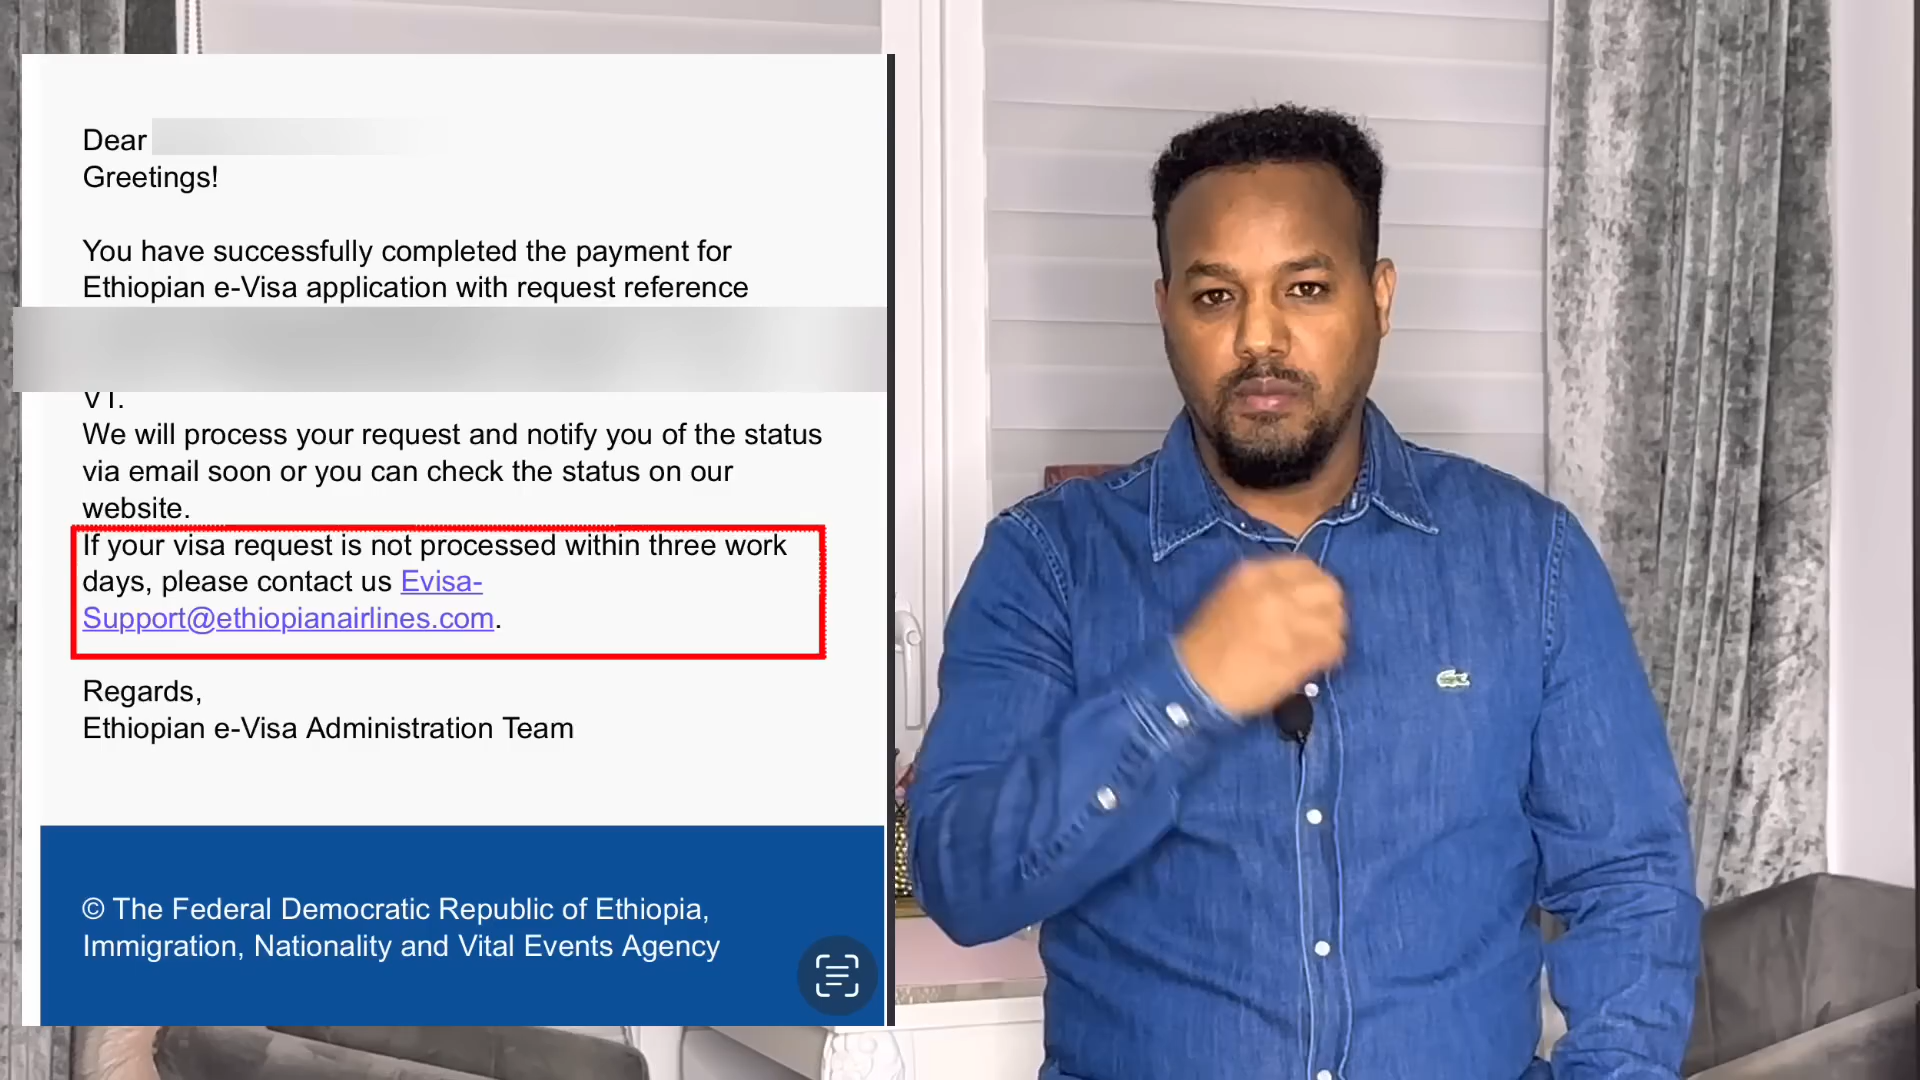 Dear
Greetings!
You have successfully completed the payment for
Ethiopian e-Visa application with request reference
VT.
We will process your request and notify you of the status
via email soon or you can check the status on our
website.
If your visa request is not processed within three work
days, please contact us Evisa-
Support@ethiopianairlines.com.
Regards,
Ethiopian e-Visa Administration Team
© The Federal Democratic Republic of Ethiopia,
Immigration, Nationality and Vital Events Agency